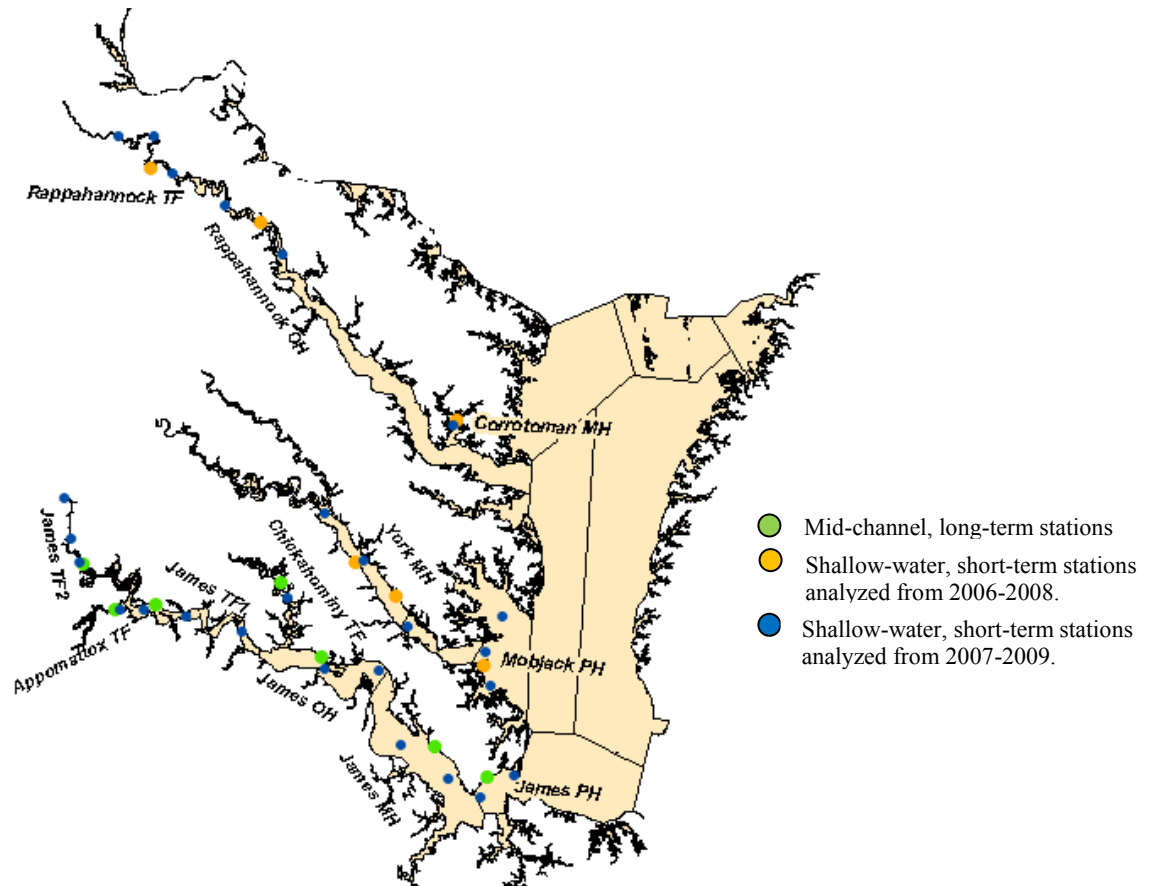 Rappahannock TF
Rappahannock OH
Corrotoman MH
James TF2
Chickahominy TF
York MH
James TF1
Appomattox TF
Mobjack PH
James OH
James MH
James PH
Mid-channel, long-term stations
Shallow-water, short-term stations
analyzed from 2006-2008.
Shallow-water, short-term stations
analyzed from 2007-2009.